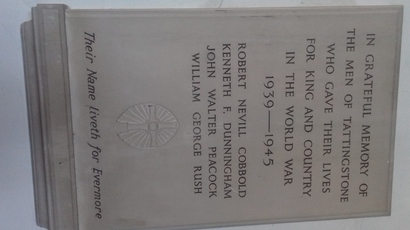 IN GRATEFUL MEMORY OF
THE MEN OF TATTINGSTONE
WHO GAVE THEIR LIVES
FOR KING AND COUNTRY
IN THE WORLD WAR
1939—1945
ROBERT NEVILL COBBOLD
KENNETH F. DUNNINGHAM
JOHN WALTER PEACOCK
WILLIAM GEORGE RUSH
Their Name liveth for Evermore